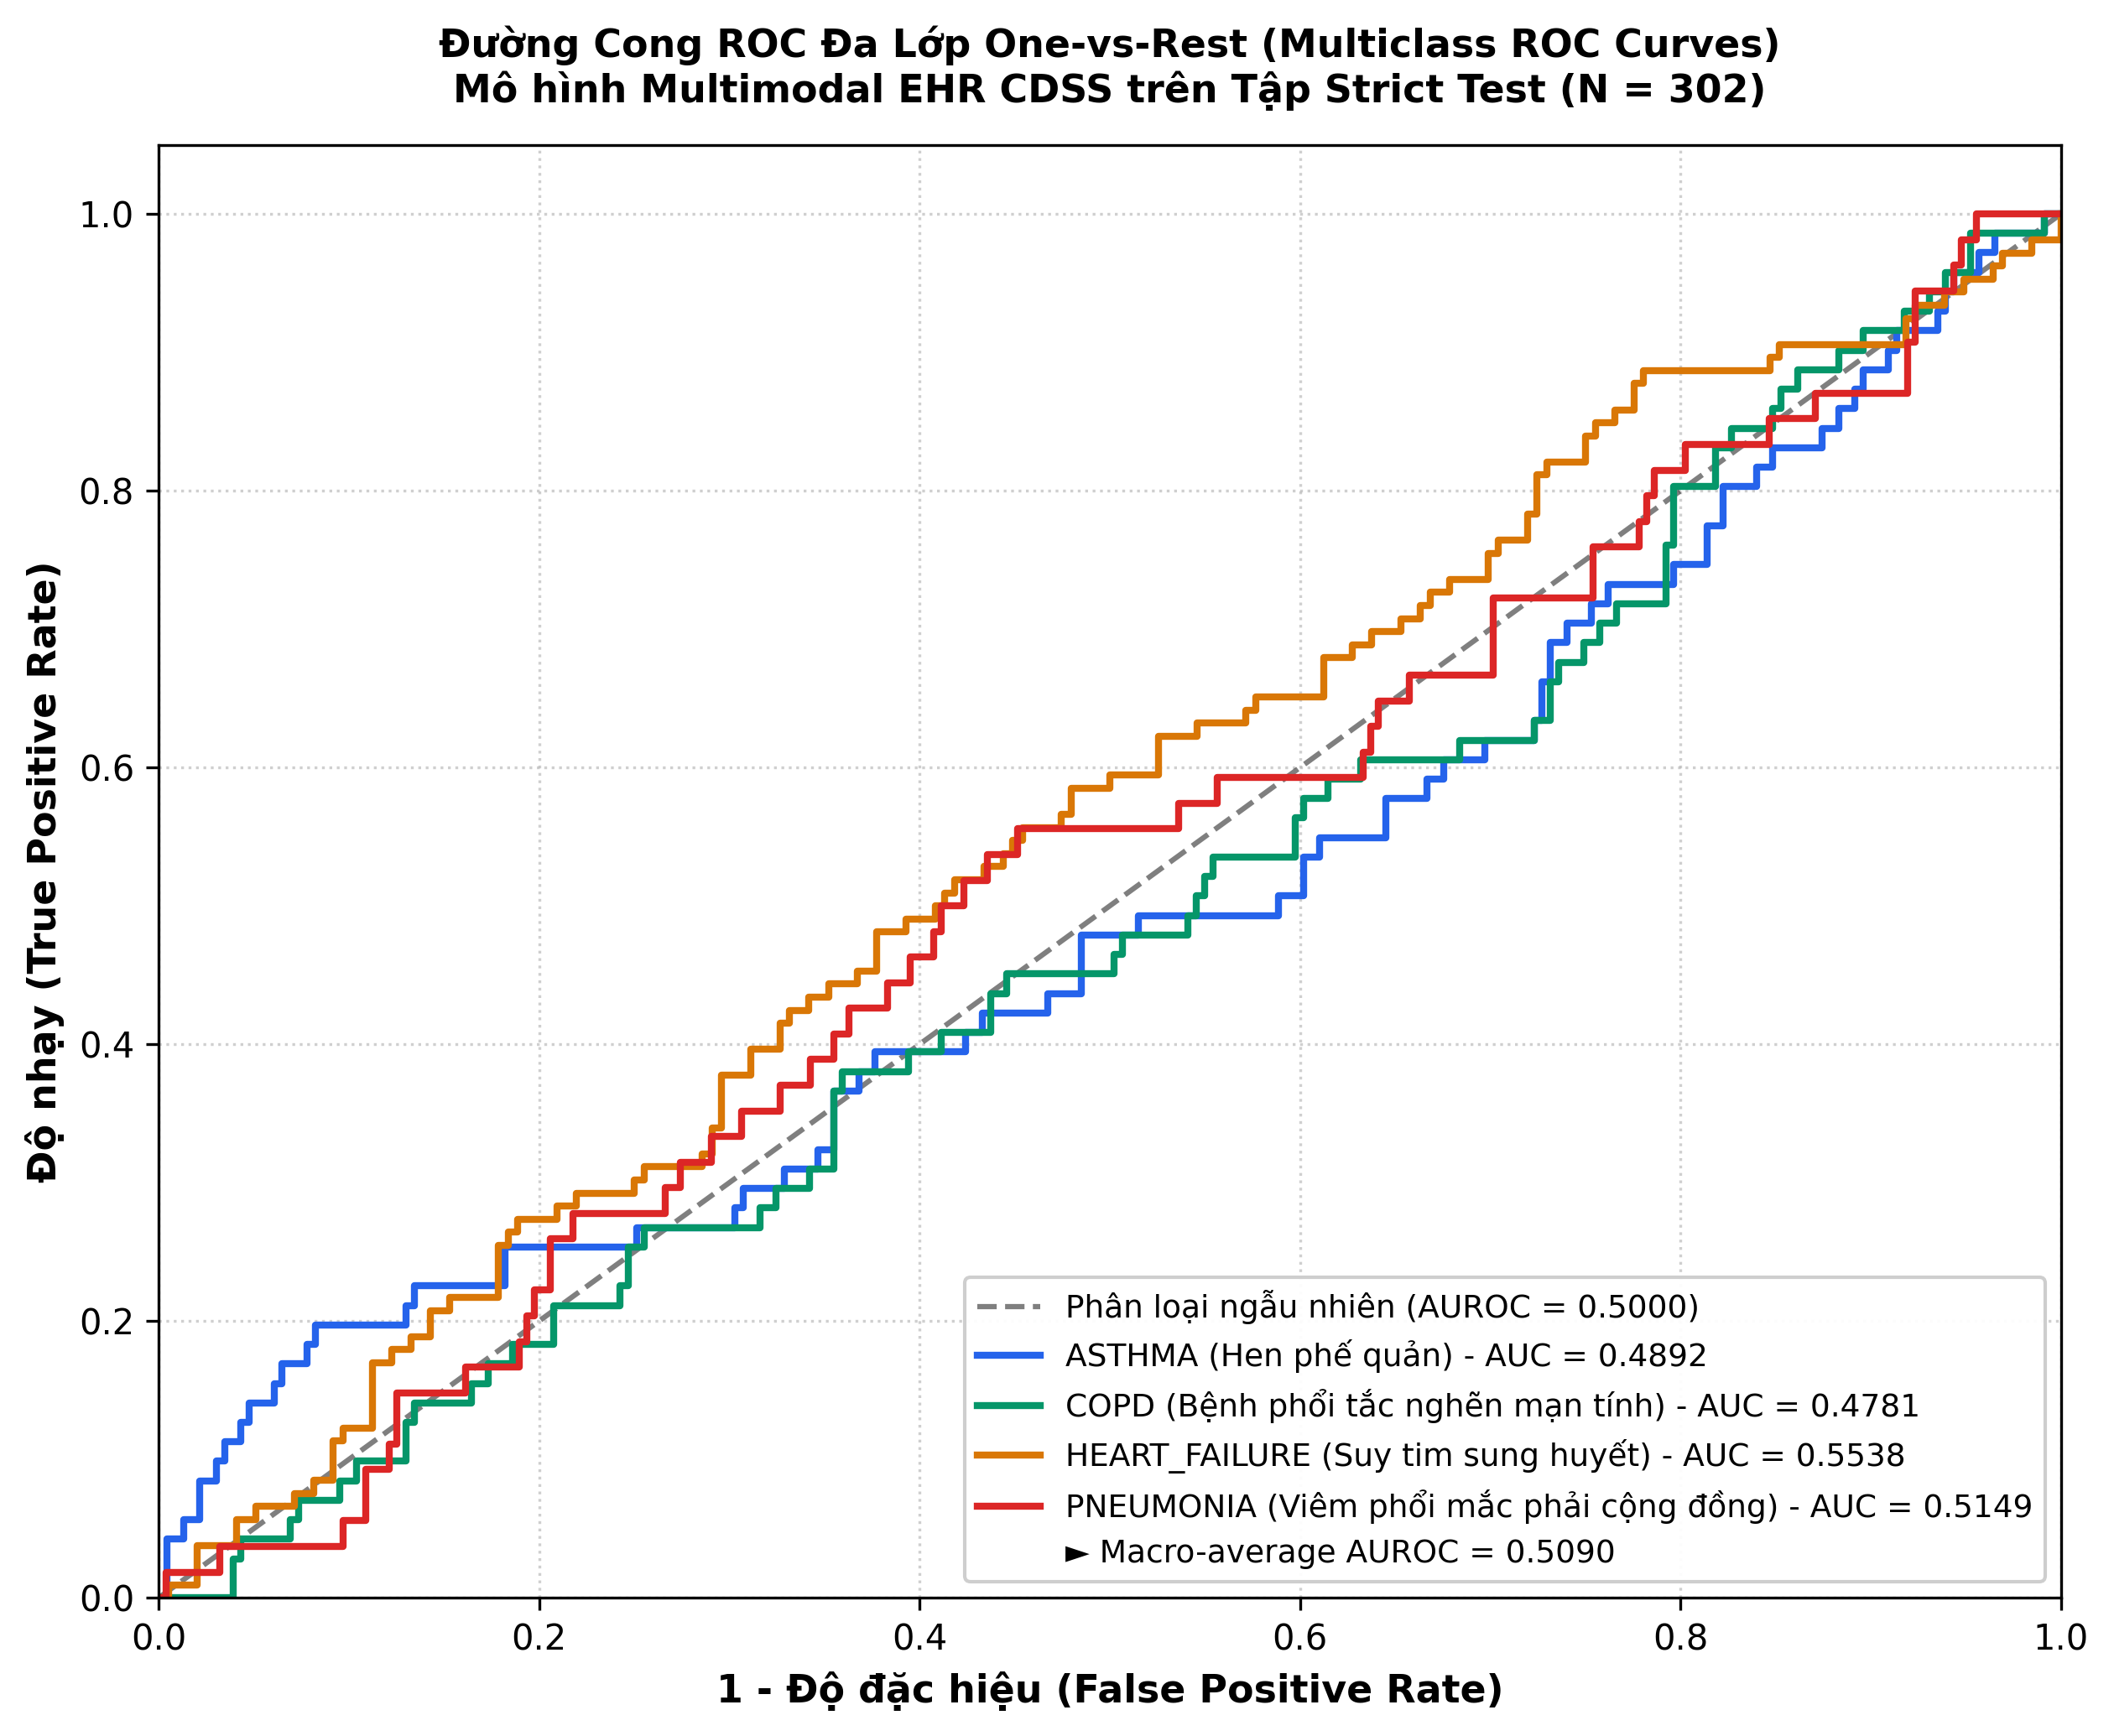 Đường Cong ROC Đa Lớp One-vs-Rest (Multiclass ROC Curves)
Mô hình Multimodal EHR CDSS trên Tập Strict Test (N = 302)
Độ nhạy (True Positive Rate)
1.0
0.8
0.6
0.4
0.2
0.0
Phân loại ngẫu nhiên (AUROC = 0.5000)
ASTHMA (Hen phế quản) - AUC = 0.4892
COPD (Bệnh phổi tắc nghẽn mạn tính) - AUC = 0.4781
HEART_FAILURE (Suy tim sung huyết) - AUC = 0.5538
PNEUMONIA (Viêm phổi mắc phải cộng đồng) - AUC = 0.5149
► Macro-average AUROC = 0.5090
0.0 0.2 0.4 0.6 0.8 1.0
1 - Độ đặc hiệu (False Positive Rate)